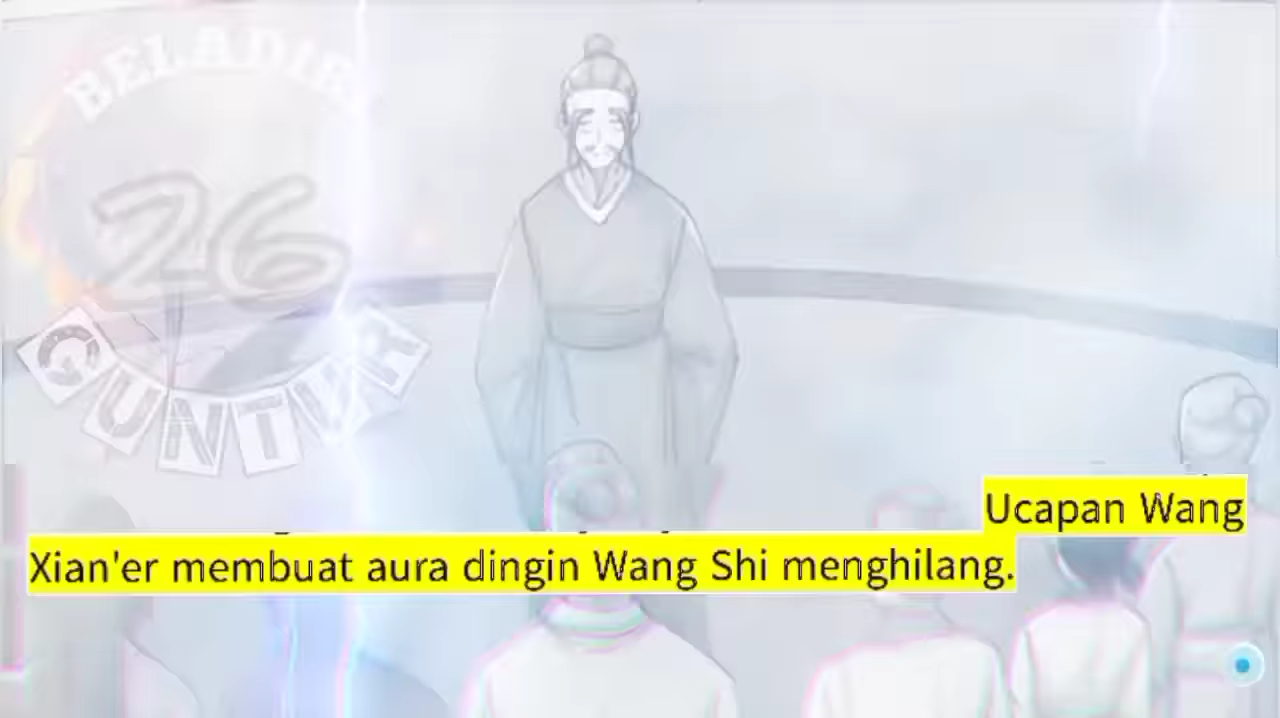 BELADIRI
26
GUNTUR
Ucapan Wang
Xian'er membuat aura dingin Wang Shi menghilang.